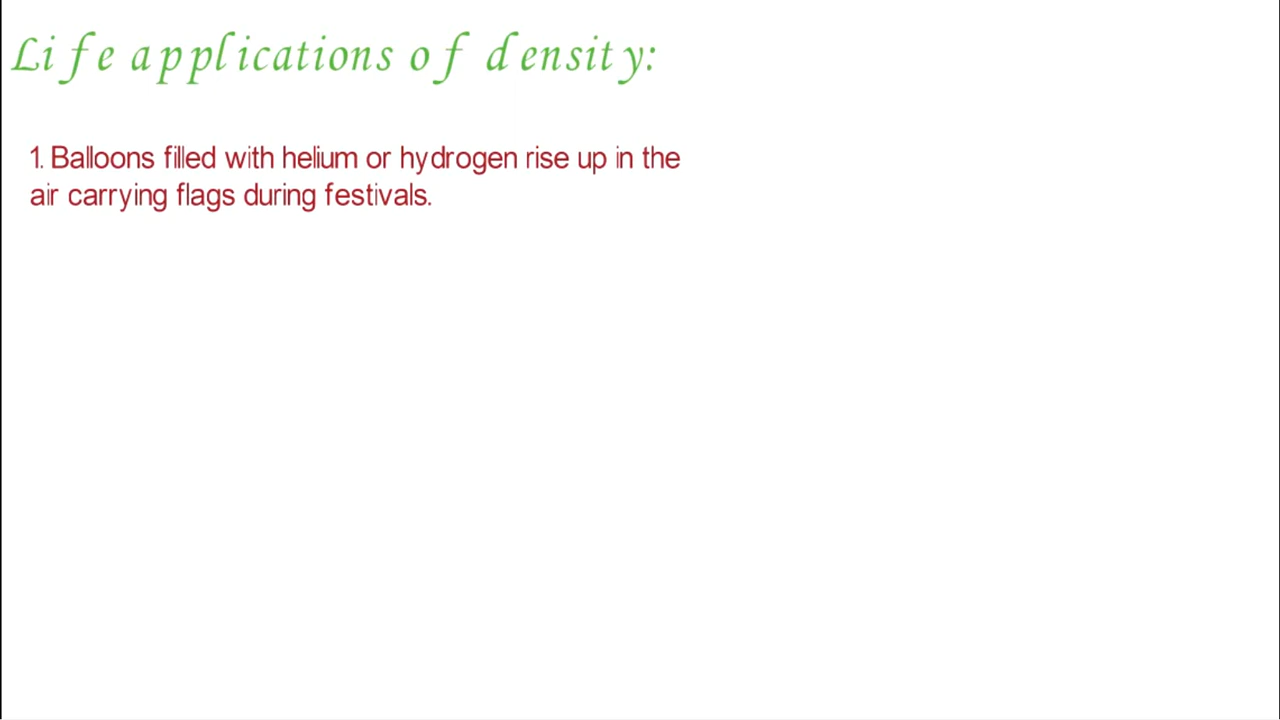 Life applications of density:
1. Balloons filled with helium or hydrogen rise up in the
air carrying flags during festivals.